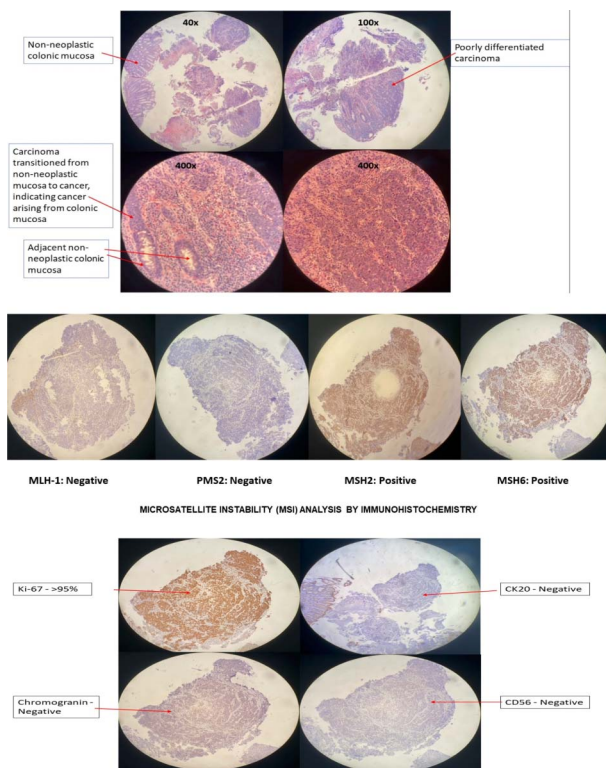 40x
100x
Non-neoplastic
colonic mucosa
Poorly differentiated
carcinoma
Carcinoma
transitioned from
non-neoplastic
mucosa to cancer,
indicating cancer
arising from colonic
mucosa
400x
400x
Adjacent non-
neoplastic colonic
mucosa
MLH-1: Negative
PMS2: Negative
MSH2: Positive
MSH6: Positive
MICROSATELLITE INSTABILITY (MSI) ANALYSIS BY IMMUNOHISTOCHEMISTRY
Ki-67 - >95%
CK20 - Negative
Chromogranin -
Negative
CD56 - Negative